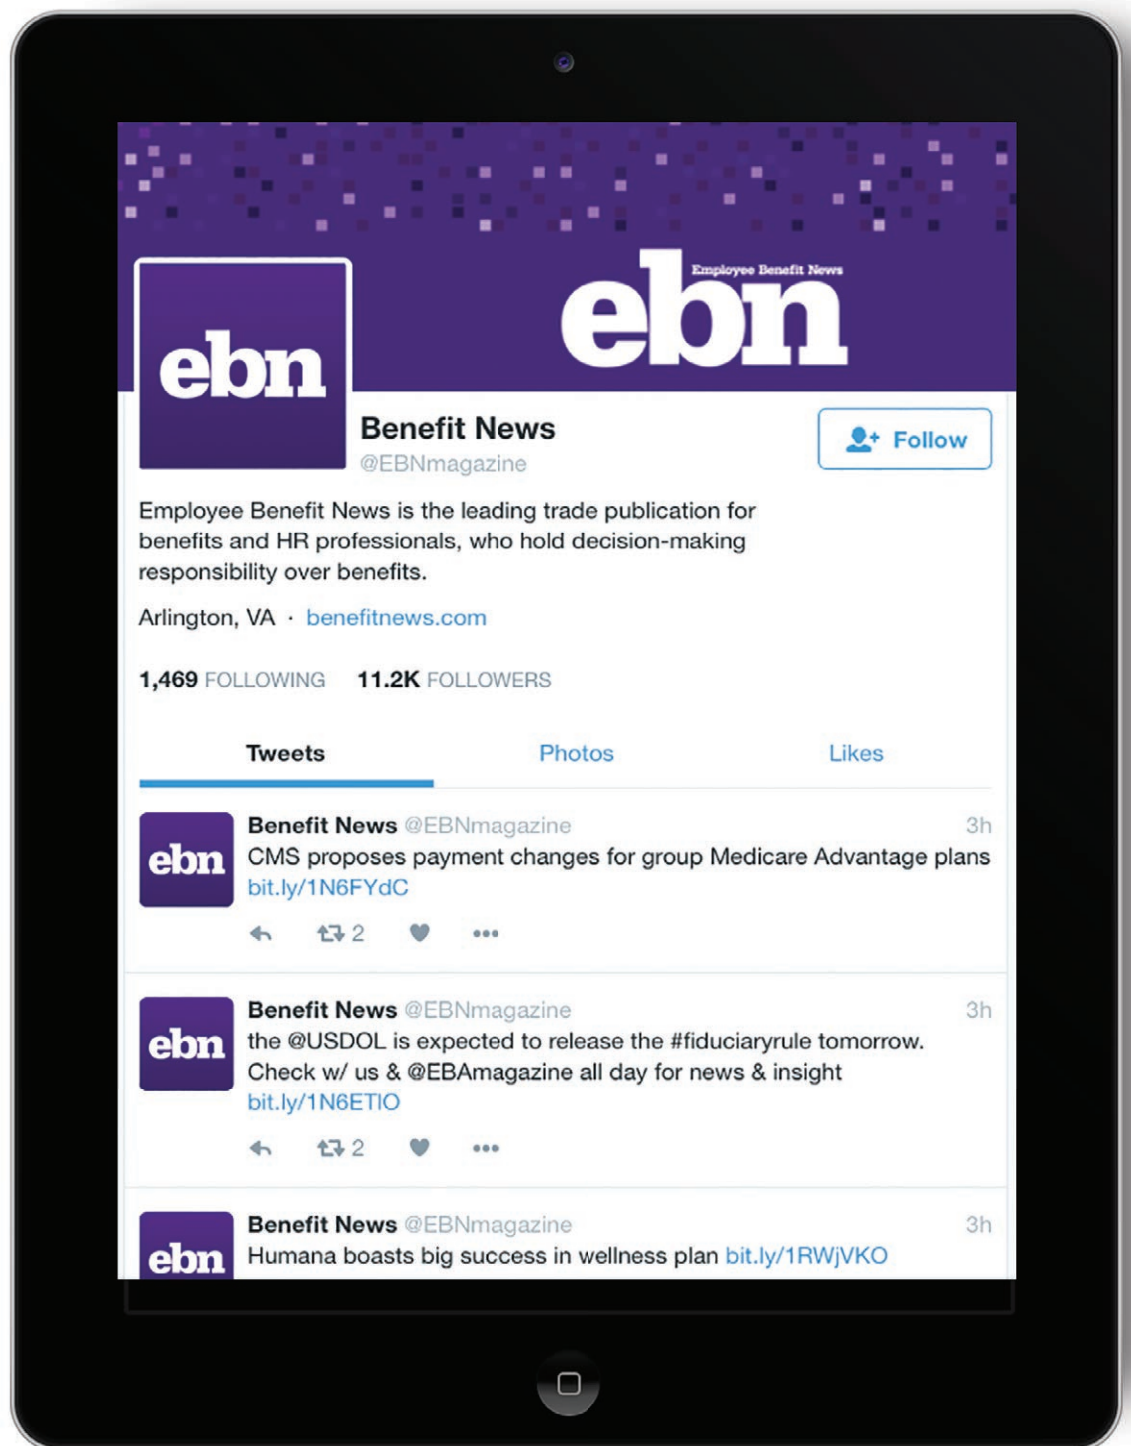 Employee Benefit News
ebn
ebn
Benefit News
@EBNmagazine
Follow
Employee Benefit News is the leading trade publication for
benefits and HR professionals, who hold decision-making
responsibility over benefits.
Arlington, VA · benefitnews.com
1,469 FOLLOWING 11.2K FOLLOWERS
Tweets Photos Likes
ebn
Benefit News @EBNmagazine 3h
CMS proposes payment changes for group Medicare Advantage plans
bit.ly/1N6FYdC
2
ebn
Benefit News @EBNmagazine 3h
the @USDOL is expected to release the #fiduciaryrule tomorrow.
Check w/ us & @EBAmagazine all day for news & insight
bit.ly/1N6ETlO
2
ebn
Benefit News @EBNmagazine 3h
Humana boasts big success in wellness plan bit.ly/1RWjVKO